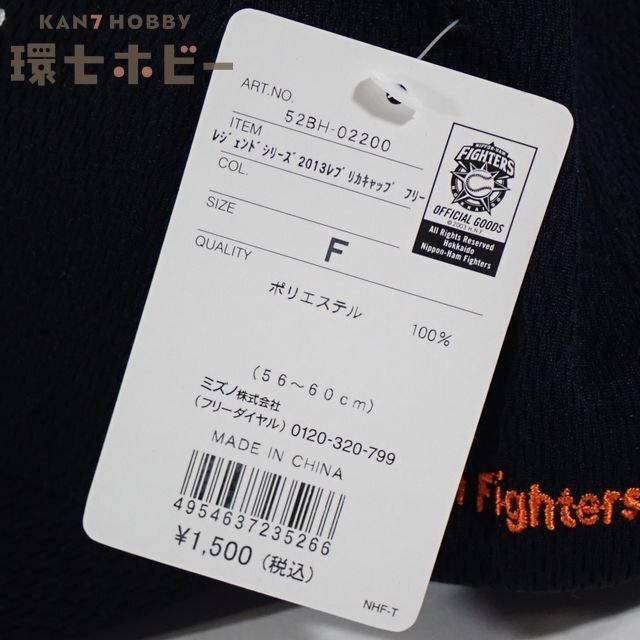 KAN7 HOBBY
環七ホビー
ART.NO.
52BH-02200
ITEM
レジェンドシリーズ2013レプリカキャップ フリー
COL.
SIZE
F
QUALITY
ポリエステル 100%
(56～60cm)
ミズノ株式会社
(フリーダイヤル) 0120-320-799
MADE IN CHINA
4954637235266
¥1,500(税込)
NHF-T
FIGHTERS
OFFICIAL GOODS
©2003 H.N.F.
All Rights Reserved
Hokkaido
Nippon-Ham Fighters
Fighters